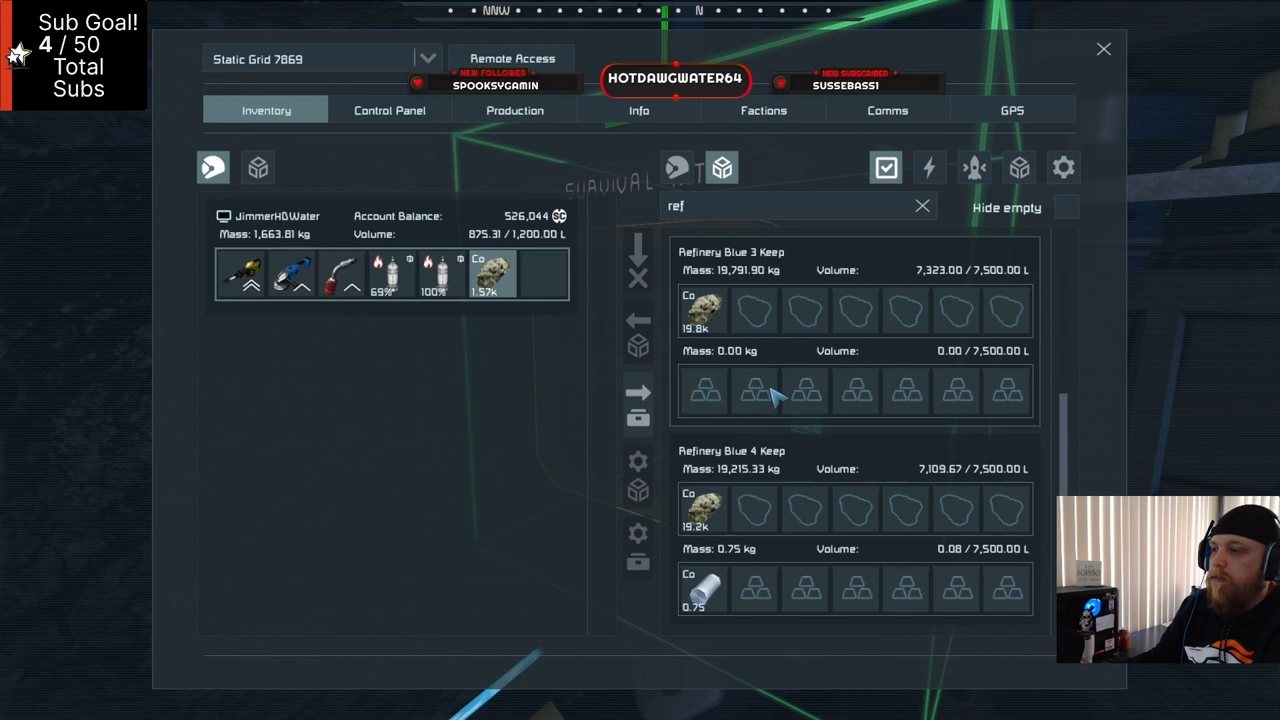 Sub Goal!
4 / 50
Total
Subs
NNW N
Static Grid 7869
Remote Access
NEW FOLLOWER
SPOOKSYGAMIN
HOTDAWGWATER64
NEW SUBSCRIBER
SUSSEBASS1
Inventory Control Panel Production Info Factions Comms GPS
SURVIVAL
ref
Hide empty
JimmerHDWater Account Balance: 526,044 SC
Mass: 1,663.81 kg Volume: 875.31 / 1,200.00 L
69% 100% Co 1.57k
Refinery Blue 3 Keep
Mass: 19,791.90 kg Volume: 7,323.00 / 7,500.00 L
Co
19.8k
Mass: 0.00 kg Volume: 0.00 / 7,500.00 L
Refinery Blue 4 Keep
Mass: 19,215.33 kg Volume: 7,109.67 / 7,500.00 L
Co
19.2k
Mass: 0.75 kg Volume: 0.08 / 7,500.00 L
Co
0.75